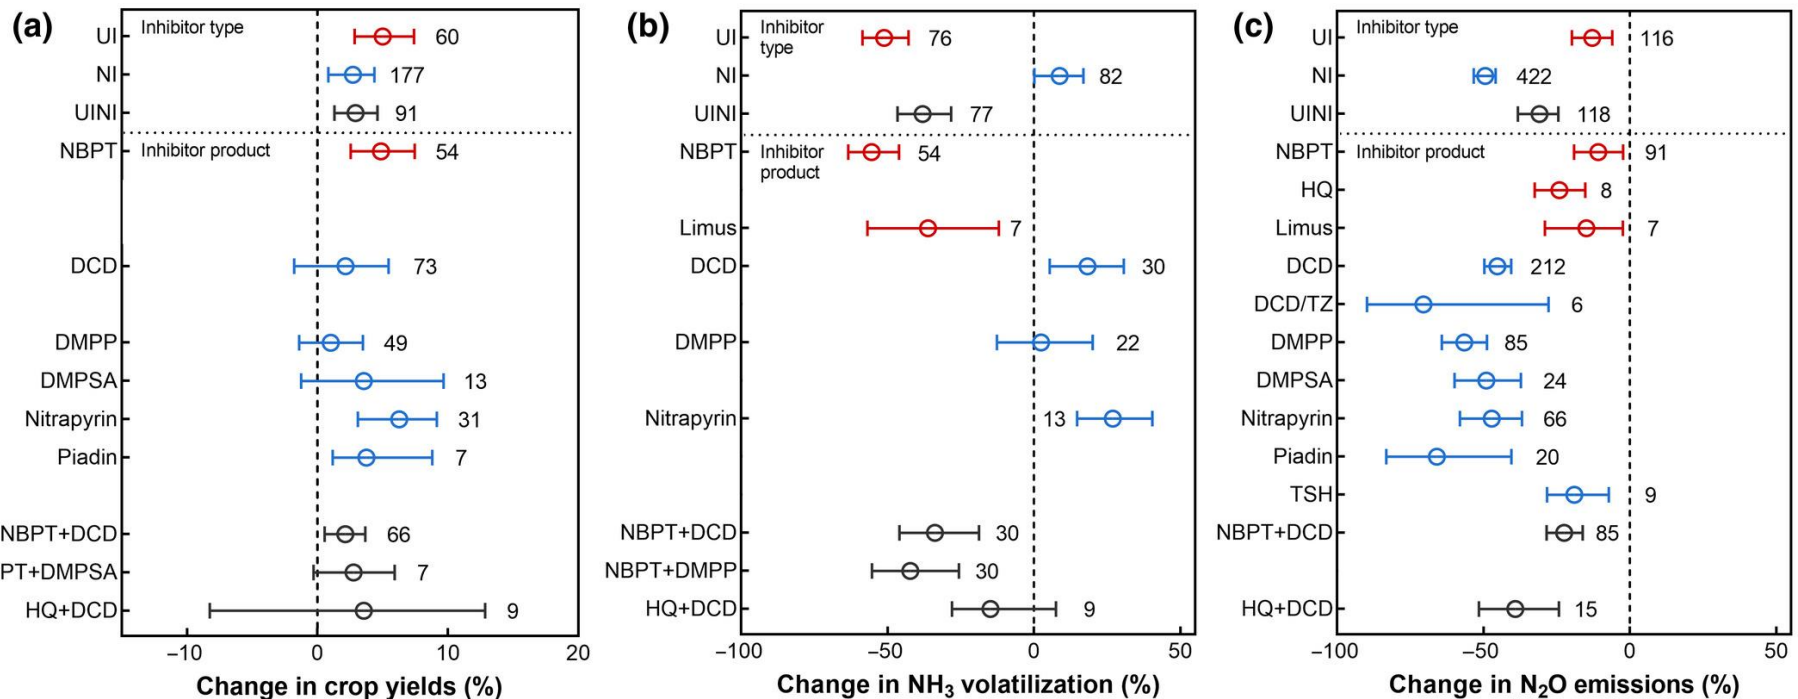 (a)
Inhibitor type
UI 60
NI 177
UINI 91
NBPT Inhibitor product 54
DCD 73
DMPP 49
DMPSA 13
Nitrapyrin 31
Piadin 7
NBPT+DCD 66
PT+DMPSA 7
HQ+DCD 9
−10 0 10 20
Change in crop yields (%)
(b)
Inhibitor
type
UI 76
NI 82
UINI 77
NBPT 54
Inhibitor
product
Limus 7
DCD 30
DMPP 22
Nitrapyrin 13
NBPT+DCD 30
NBPT+DMPP 30
HQ+DCD 9
−100 −50 0 50
Change in NH3 volatilization (%)
(c)
Inhibitor type
UI 116
NI 422
UINI 118
NBPT Inhibitor product 91
HQ 8
Limus 7
DCD 212
DCD/TZ 6
DMPP 85
DMPSA 24
Nitrapyrin 66
Piadin 20
TSH 9
NBPT+DCD 85
HQ+DCD 15
−100 −50 0 50
Change in N2O emissions (%)